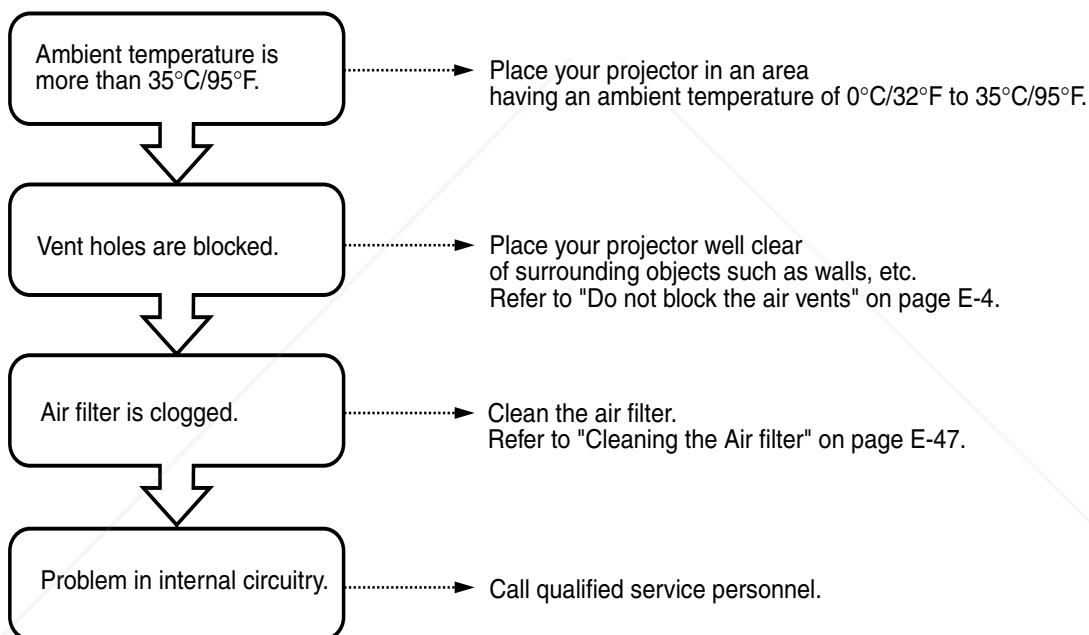 Ambient temperature is
more than 35°C/95°F.
Place your projector in an area
having an ambient temperature of 0°C/32°F to 35°C/95°F.
Vent holes are blocked.
Place your projector well clear
of surrounding objects such as walls, etc.
Refer to "Do not block the air vents" on page E-4.
Air filter is clogged.
Clean the air filter.
Refer to "Cleaning the Air filter" on page E-47.
Problem in internal circuitry.
Call qualified service personnel.